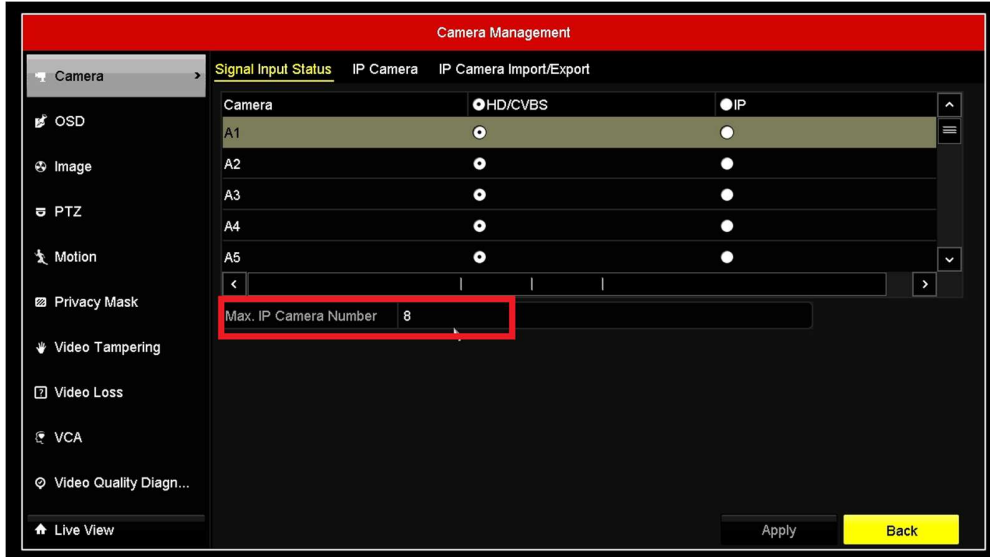 Camera Management
Camera
Signal Input Status IP Camera IP Camera Import/Export
Camera HD/CVBS IP
OSD
A1
Image
A2
A3
PTZ
A4
Motion
A5
Privacy Mask
Max. IP Camera Number 8
Video Tampering
Video Loss
VCA
Video Quality Diagn...
Live View
Apply
Back